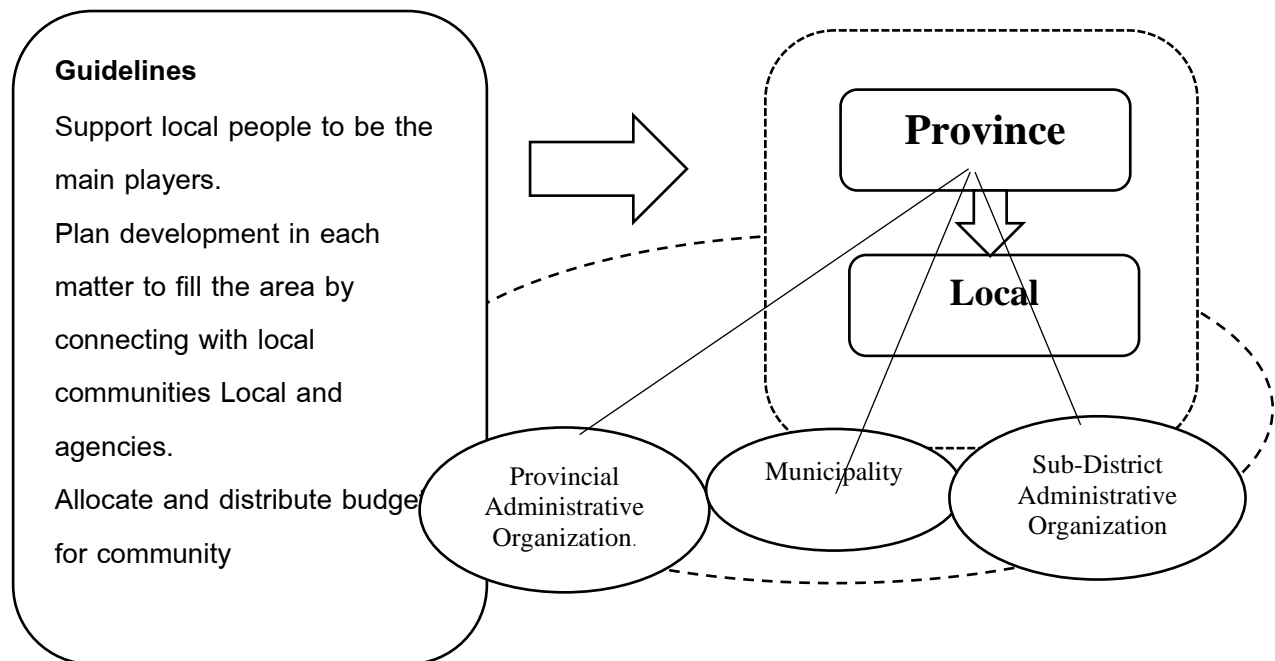 Guidelines
Support local people to be the
main players.
Plan development in each
matter to fill the area by
connecting with local
communities Local and
agencies.
Allocate and distribute budge
for community
Province
Local
Provincial
Administrative
Organization.
Municipality
Sub-District
Administrative
Organization